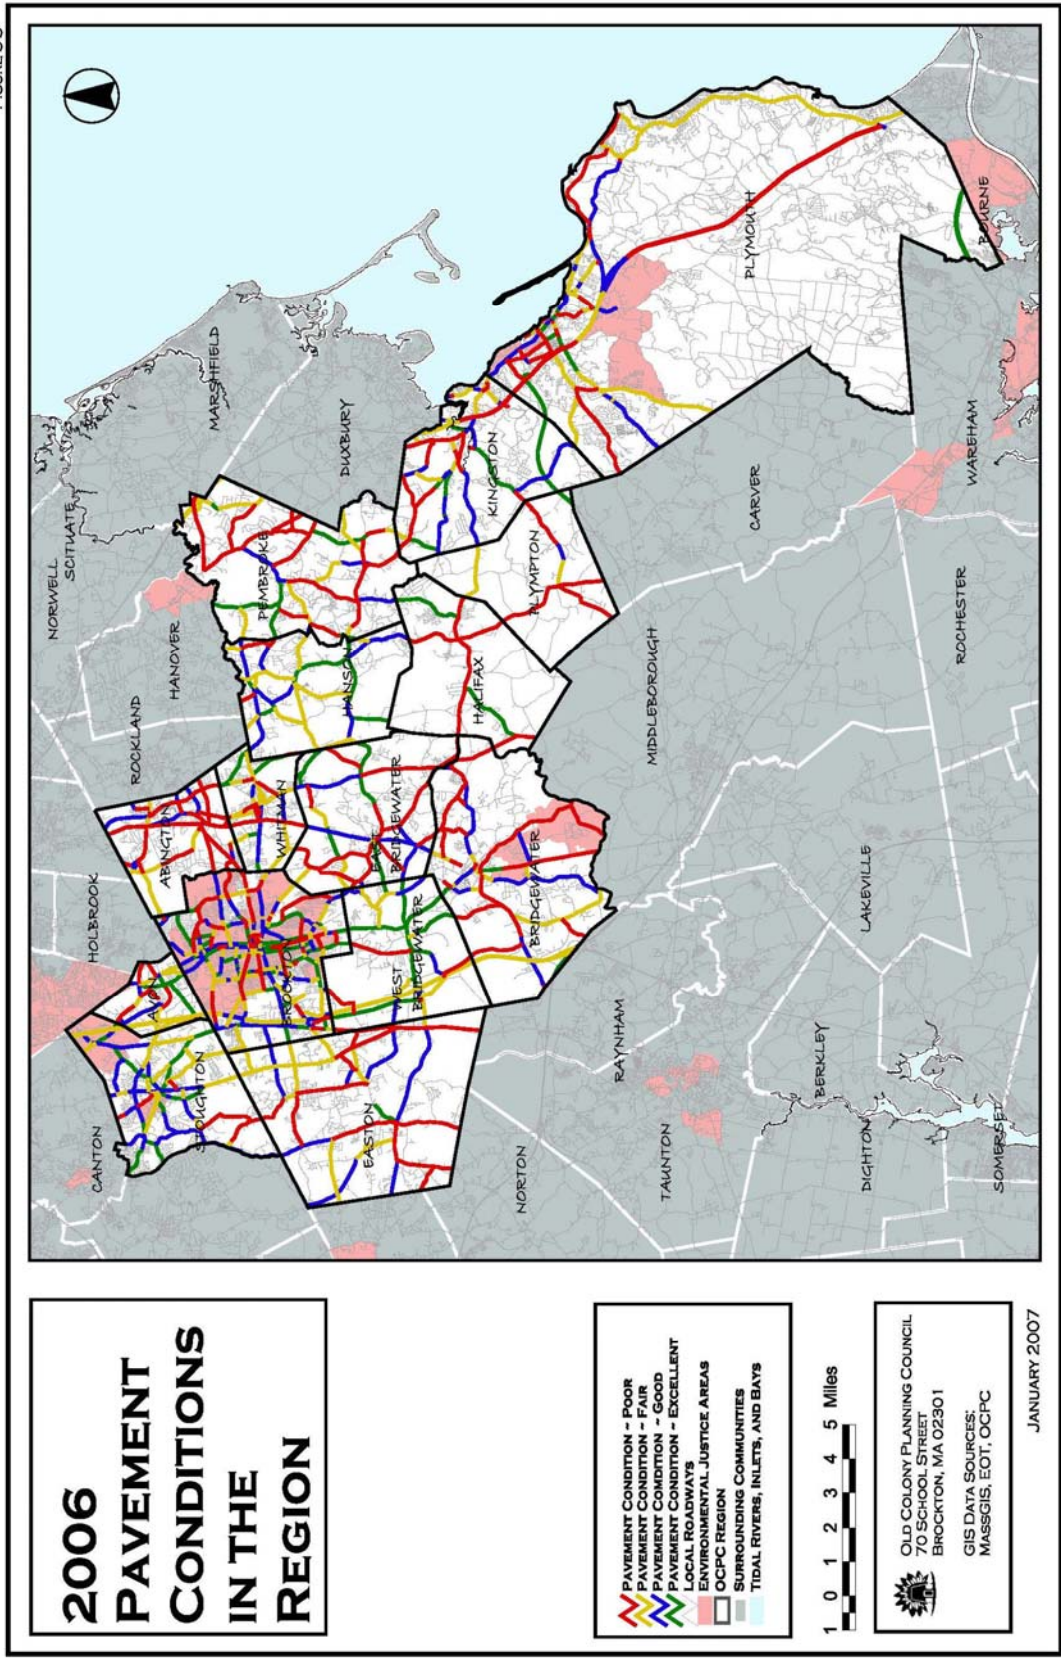 2006
PAVEMENT
CONDITIONS
IN THE
REGION
PAVEMENT CONDITION - POOR
PAVEMENT CONDITION - FAIR
PAVEMENT COMDITION - GOOD
PAVEMENT CONDITION - EXCELLENT
LOCAL ROADWAYS
ENVIRONMENTAL JUSTICE AREAS
OCPC REGION
SURROUNDING COMMUNITIES
TIDAL RIVERS, INLETS, AND BAYS
1 0 1 2 3 4 5 Miles
OLD COLONY PLANNING COUNCIL
70 SCHOOL STREET
BROCKTON, MA 02301
GIS DATA SOURCES:
MASSGIS, EOT, OCPC
JANUARY 2007
NORWELL
SCITUATE
MARSHFIELD
HANOVER
ROCKLAND
HOLBROOK
CANTON
DUXBURY
PEMBROKE
HANSON
WHITMAN
ABINGTON
AVON
STOUGHTON
BROCKTON
EASTON
WEST
BRIDGEWATER
EAST
BRIDGEWATER
BRIDGEWATER
HALIFAX
PLYMPTON
KINGSTON
PLYMOUTH
BOURNE
CARVER
WAREHAM
ROCHESTER
MIDDLEBOROUGH
LAKEVILLE
RAYNHAM
TAUNTON
NORTON
BERKLEY
DIGHTON
SOMERSET